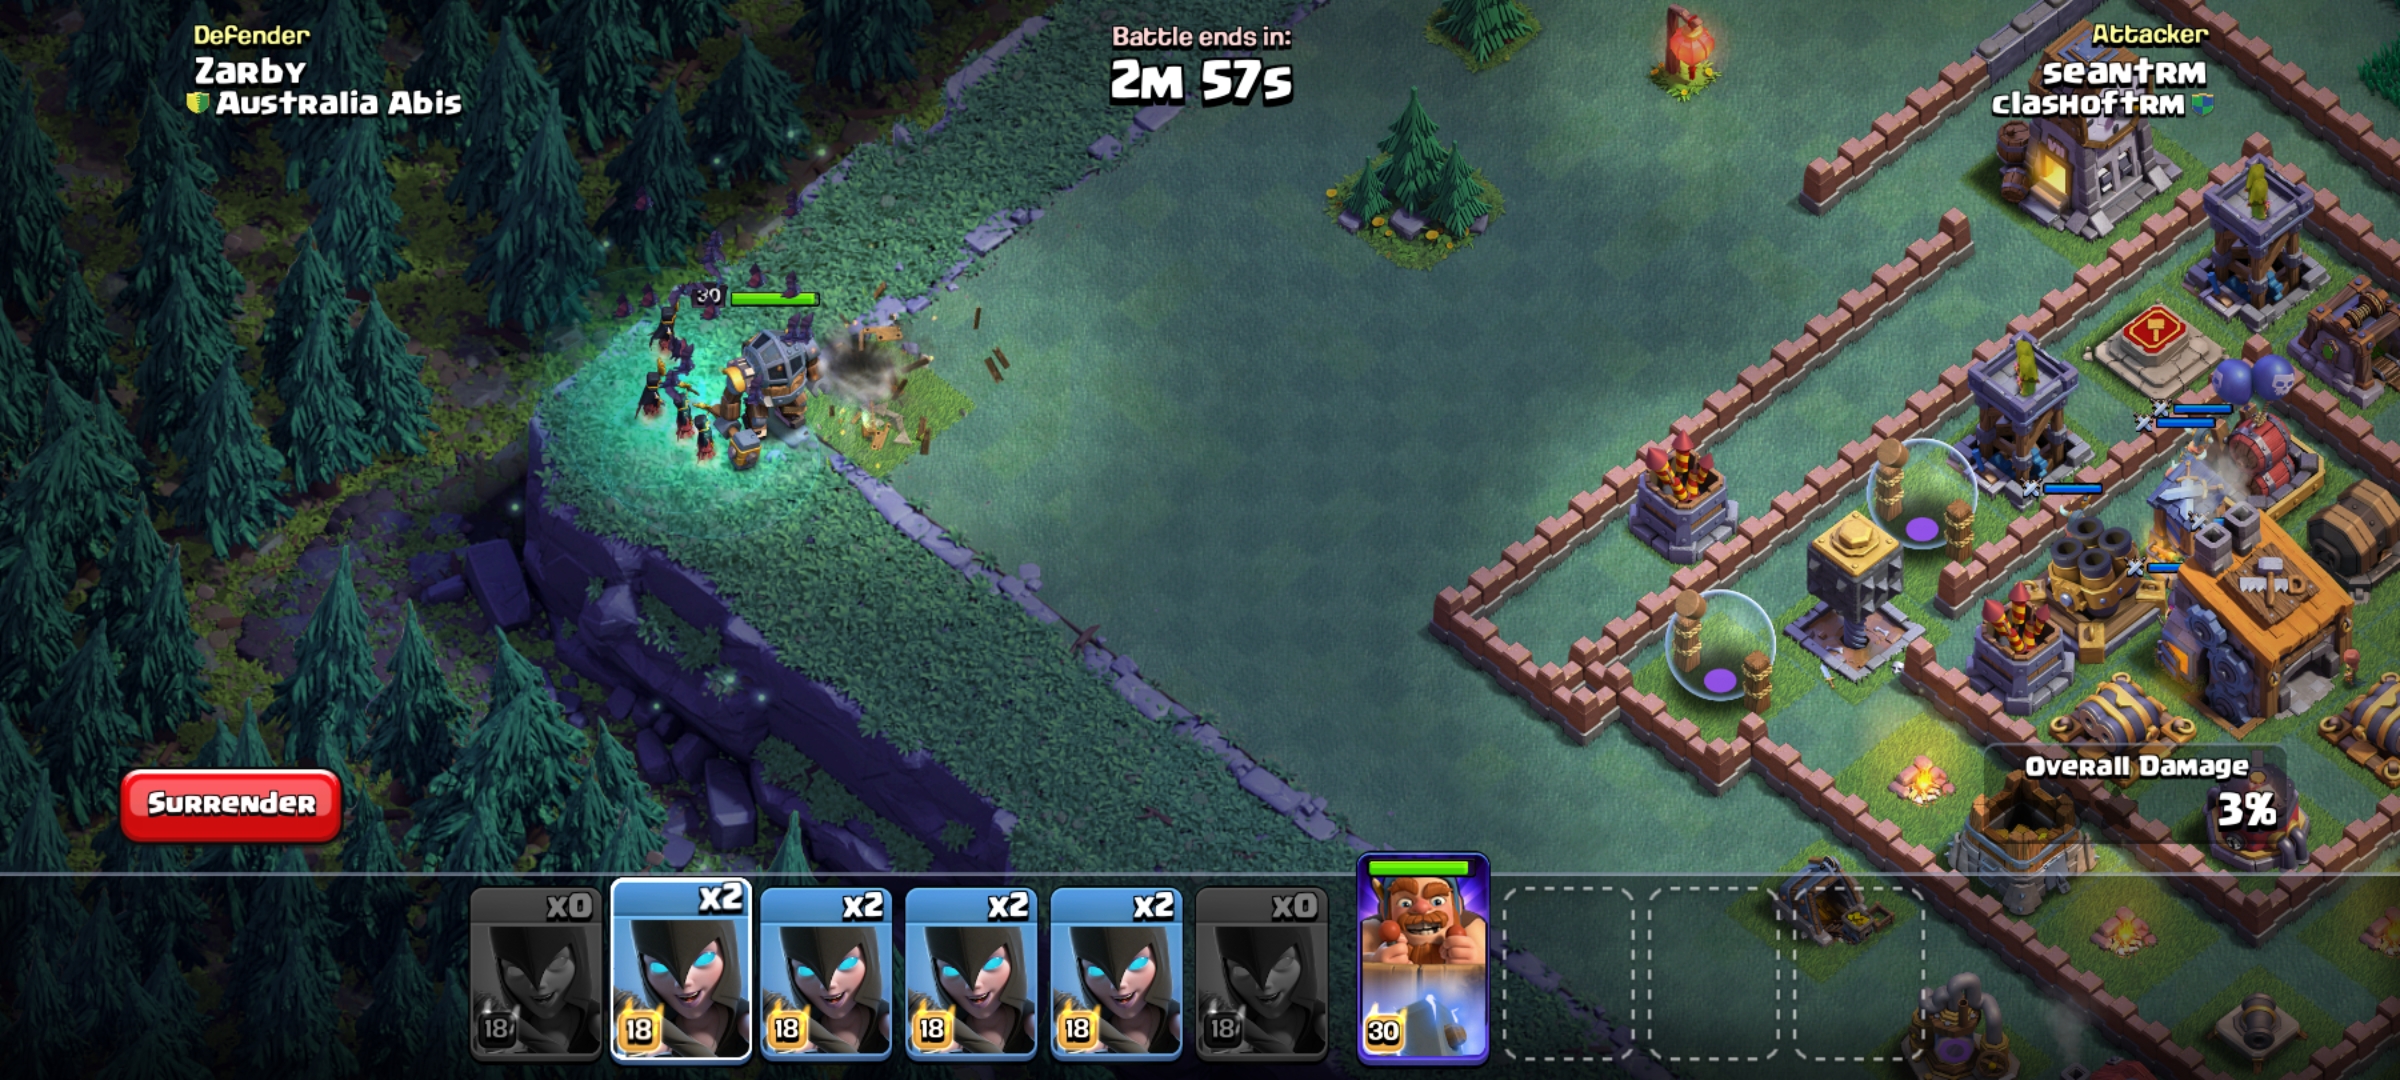 Defender
Zarby
Australia Abis
Battle ends in:
2M 57s
Attacker
seantrm
clashoftrm
30
Surrender
Overall Damage
3%
x0
x2
x2
x2
x2
x0
18
18
18
18
18
18
30